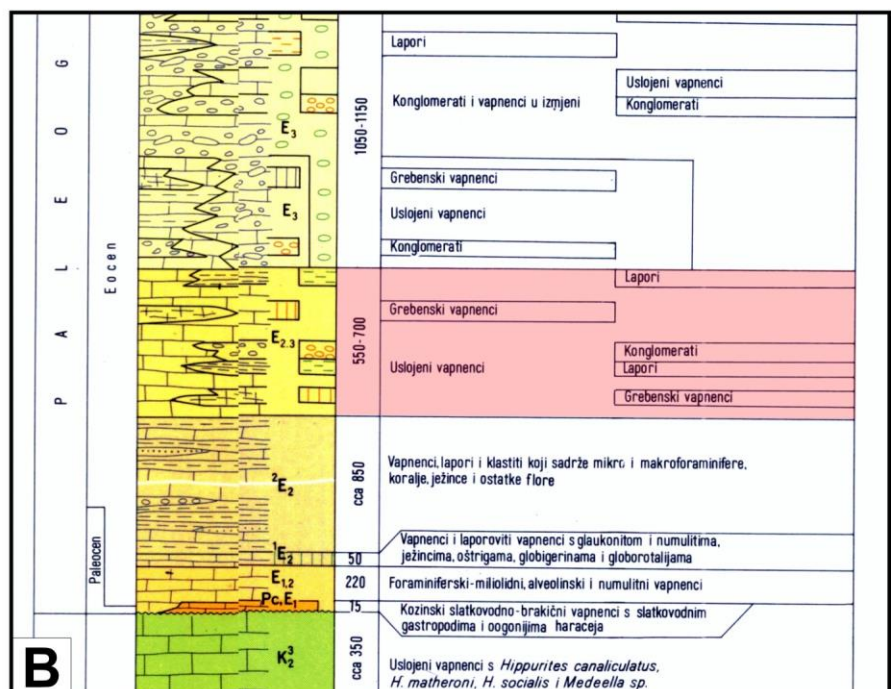 PALEOG
Eocen
Paleocen
Lapori
Konglomerati i vapnenci u izmjeni
Uslojeni vapnenci
Konglomerati
E₃
1050-1150
Grebenski vapnenci
E₃
Uslojeni vapnenci
Konglomerati
Lapori
Grebenski vapnenci
E₂.₃
550-700
Uslojeni vapnenci
Konglomerati
Lapori
Grebenski vapnenci
²E₂
cca 850
Vapnenci, lapori i klastiti koji sadrže mikro i makroforaminifere,
koralje, ježince i ostatke flore
¹E₂
50
Vapnenci i laporoviti vapnenci s glaukonitom i numulitima,
ježincima, oštrigama, globigerinama i globorotalijama
E₁,₂
220
Foraminiferski-miliolidni, alveolinski i numulitni vapnenci
Pc,E₁
15
Kozinski slatkovodno-brakični vapnenci s slatkovodnim
gastropodima i oogonijima haraceja
K₂³
cca 350
Uslojeni vapnenci s Hippurites canaliculatus,
H. matheroni, H. socialis i Medeella sp.
B